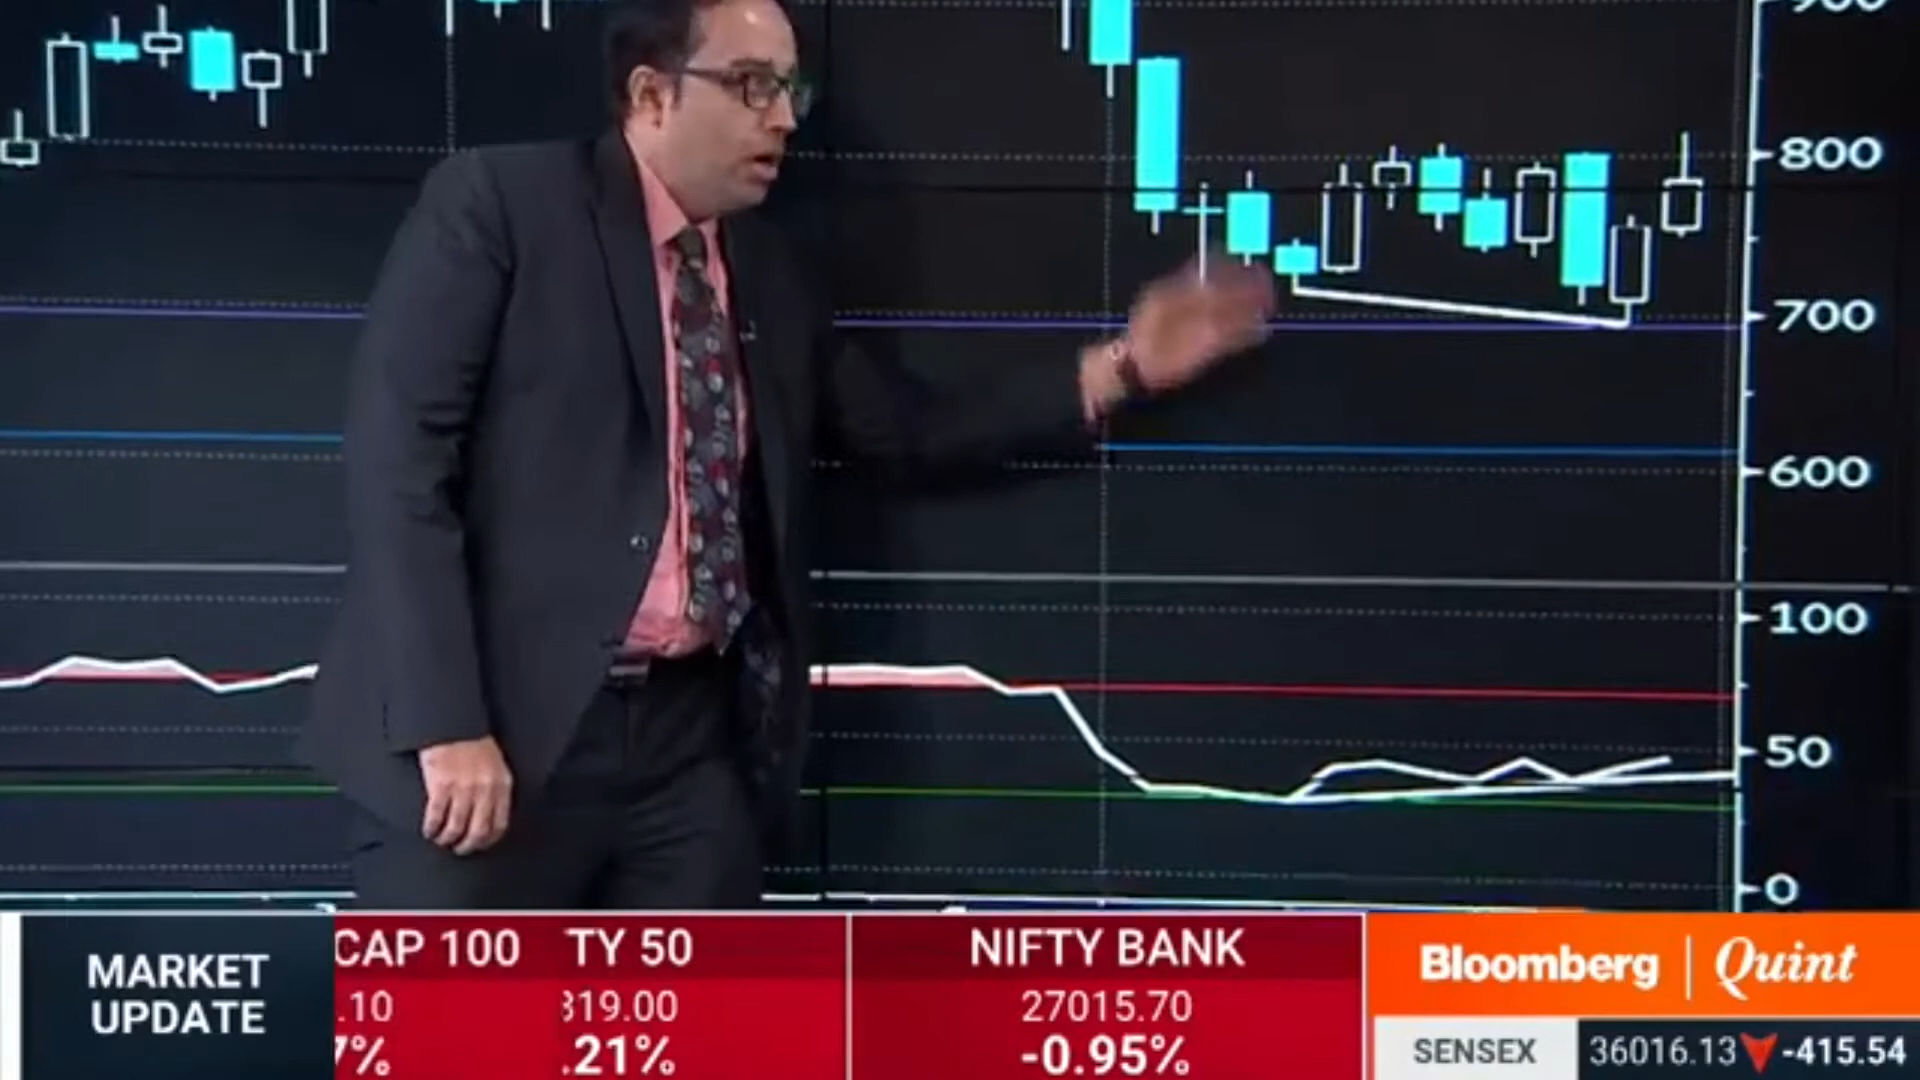 900
800
700
600
100
50
0
MARKET
UPDATE
CAP 100
.10
7%
TY 50
319.00
.21%
NIFTY BANK
27015.70
-0.95%
Bloomberg | Quint
SENSEX 36016.13 -415.54